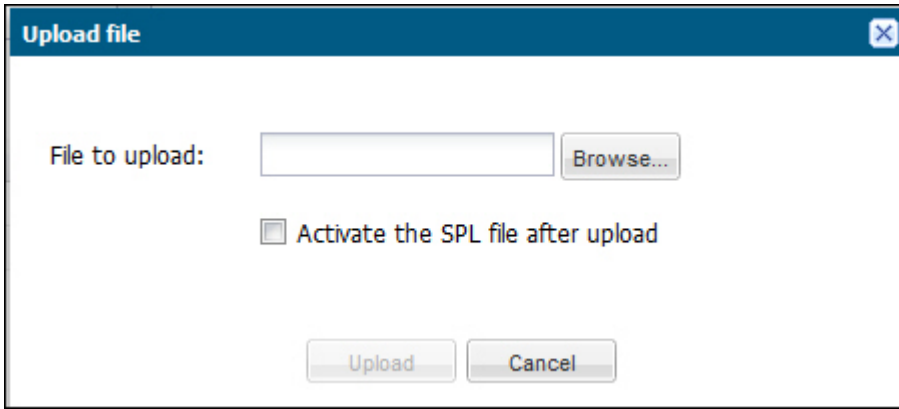 Upload file
File to upload:
Browse...
Activate the SPL file after upload
Upload Cancel